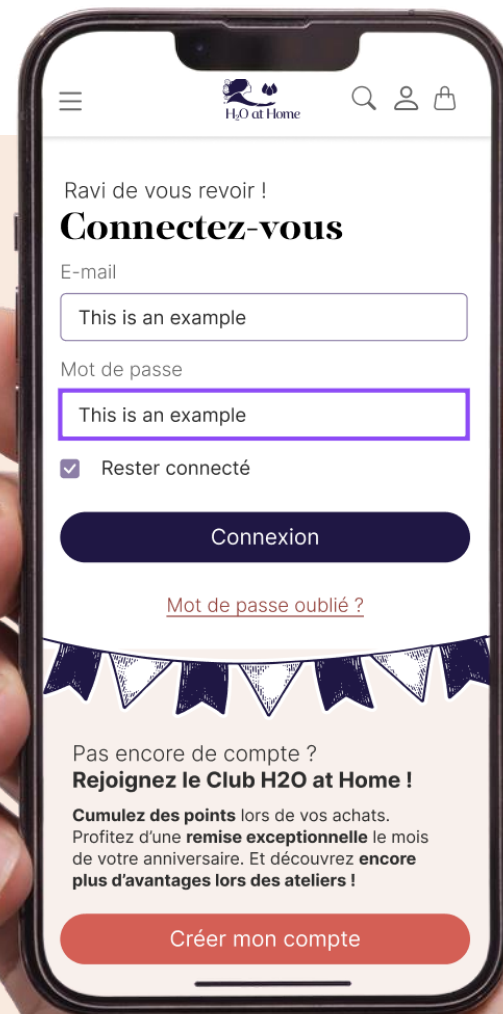 H₂O at Home
Ravi de vous revoir !
Connectez-vous
E-mail
This is an example
Mot de passe
This is an example
Rester connecté
Connexion
Mot de passe oublié ?
Pas encore de compte ?
Rejoignez le Club H2O at Home !
Cumulez des points lors de vos achats.
Profitez d’une remise exceptionnelle le mois
de votre anniversaire. Et découvrez encore
plus d’avantages lors des ateliers !
Créer mon compte